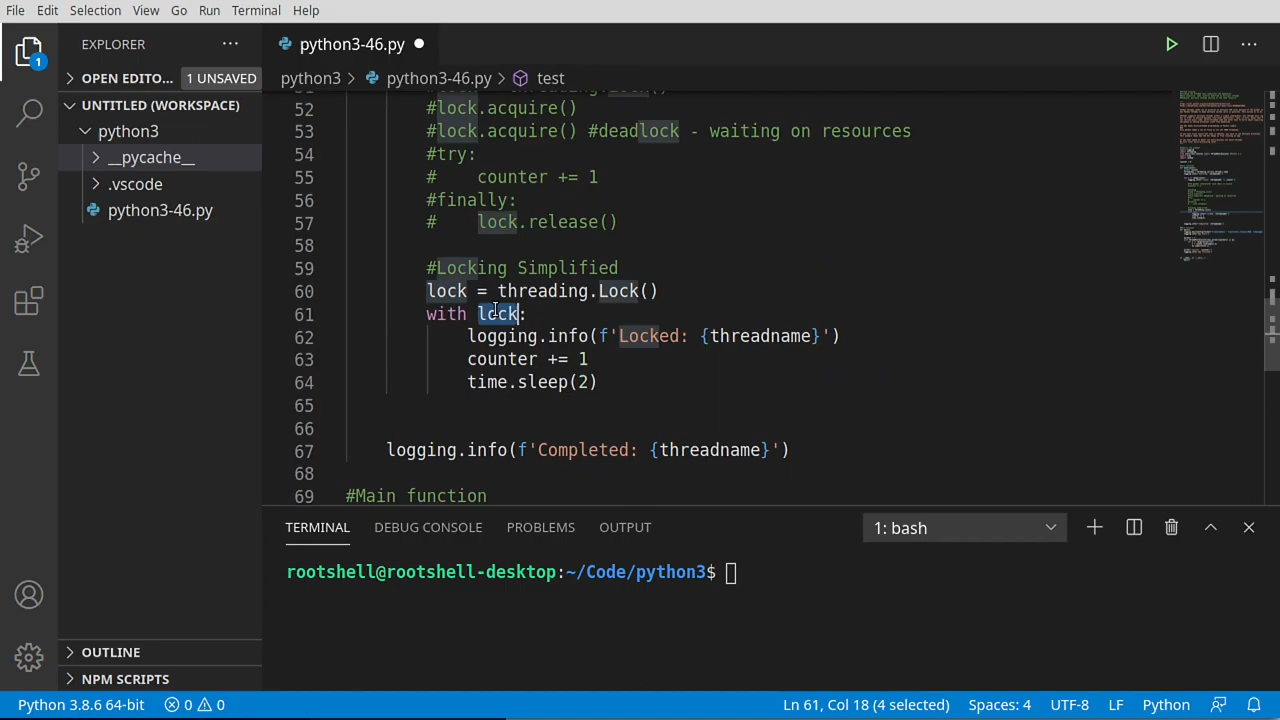 File Edit Selection View Go Run Terminal Help
EXPLORER
python3-46.py
OPEN EDITO... 1 UNSAVED
python3 python3-46.py test
UNTITLED (WORKSPACE)
python3
__pycache__
.vscode
python3-46.py
1
52 #lock.acquire()
53 #lock.acquire() #deadlock - waiting on resources
54 #try:
55 # counter += 1
56 #finally:
57 # lock.release()
58
59 #Locking Simplified
60 lock = threading.Lock()
61 with lock:
62 logging.info(f'Locked: {threadname}')
63 counter += 1
64 time.sleep(2)
65
66
67 logging.info(f'Completed: {threadname}')
68
69 #Main function
TERMINAL DEBUG CONSOLE PROBLEMS OUTPUT 1: bash
rootshell@rootshell-desktop:~/Code/python3$
OUTLINE
NPM SCRIPTS
Python 3.8.6 64-bit 0 0 Ln 61, Col 18 (4 selected) Spaces: 4 UTF-8 LF Python